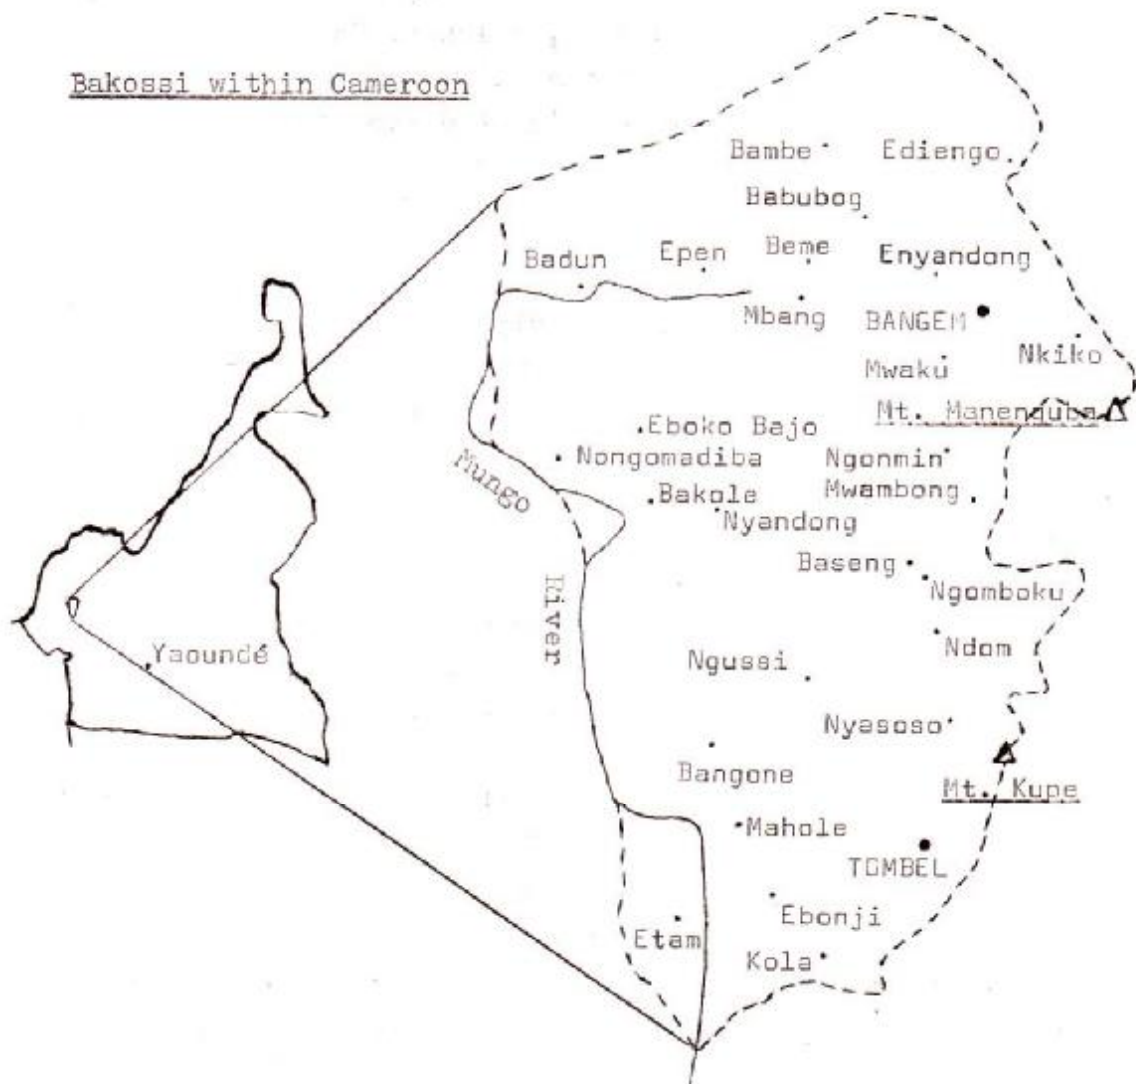 Bakossi within Cameroon
Bambe
Ediengo
Babubog
Badun
Epen
Beme
Enyandong
Mbang
BANGEM
Mwaku
Nkiko
Mt. Manenguba
Eboko Bajo
Nongomadiba
Ngonmin
Mungo
Bakole
Mwambong
Nyandong
Baseng
Ngomboku
River
Ndom
Yaoundé
Ngussi
Nyasoso
Bangone
Mt. Kupe
Mahole
TOMBEL
Ebonji
Etam
Kola